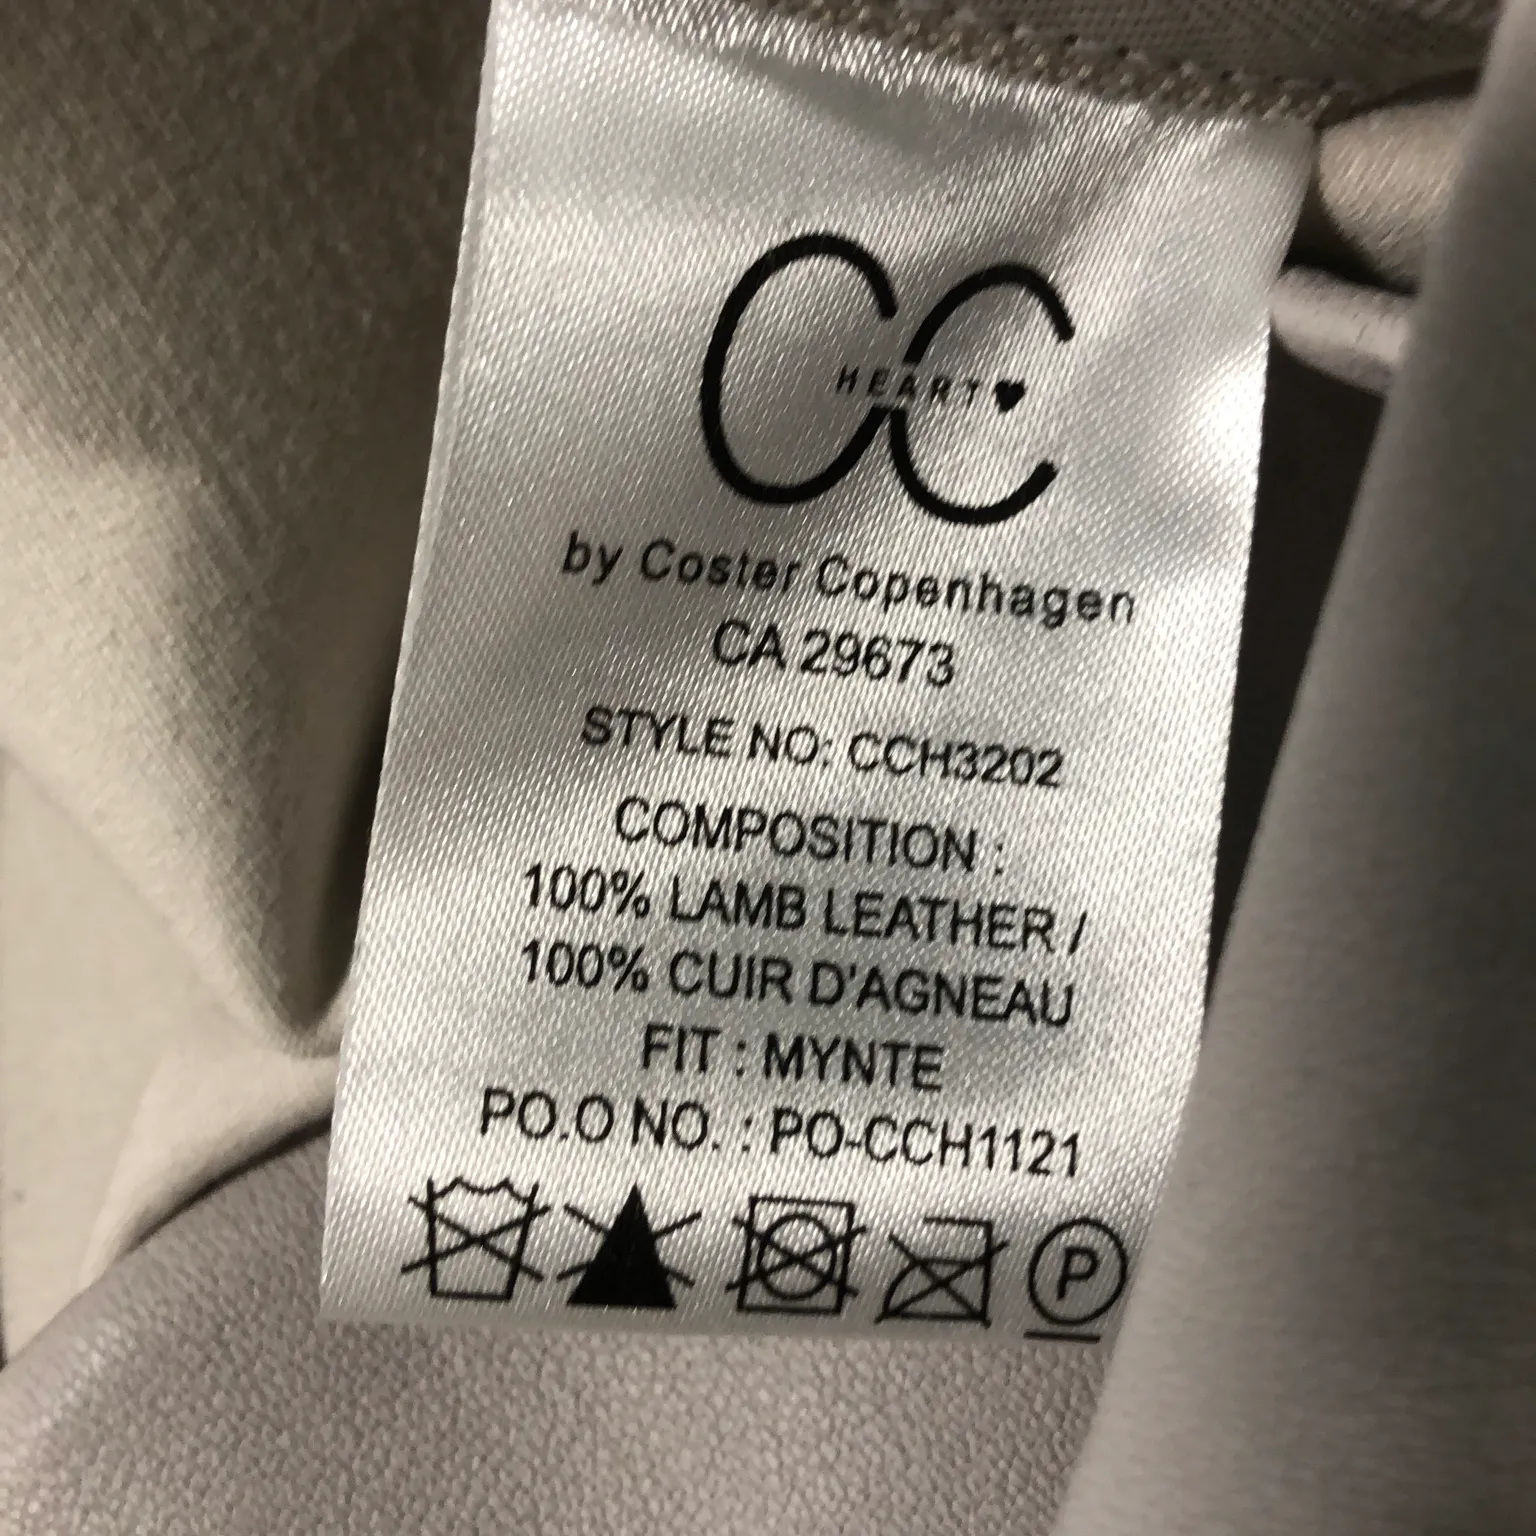 CC
HEART♥
by Coster Copenhagen
CA 29673
STYLE NO: CCH3202
COMPOSITION :
100% LAMB LEATHER /
100% CUIR D'AGNEAU
FIT : MYNTE
PO.O NO. : PO-CCH1121
P